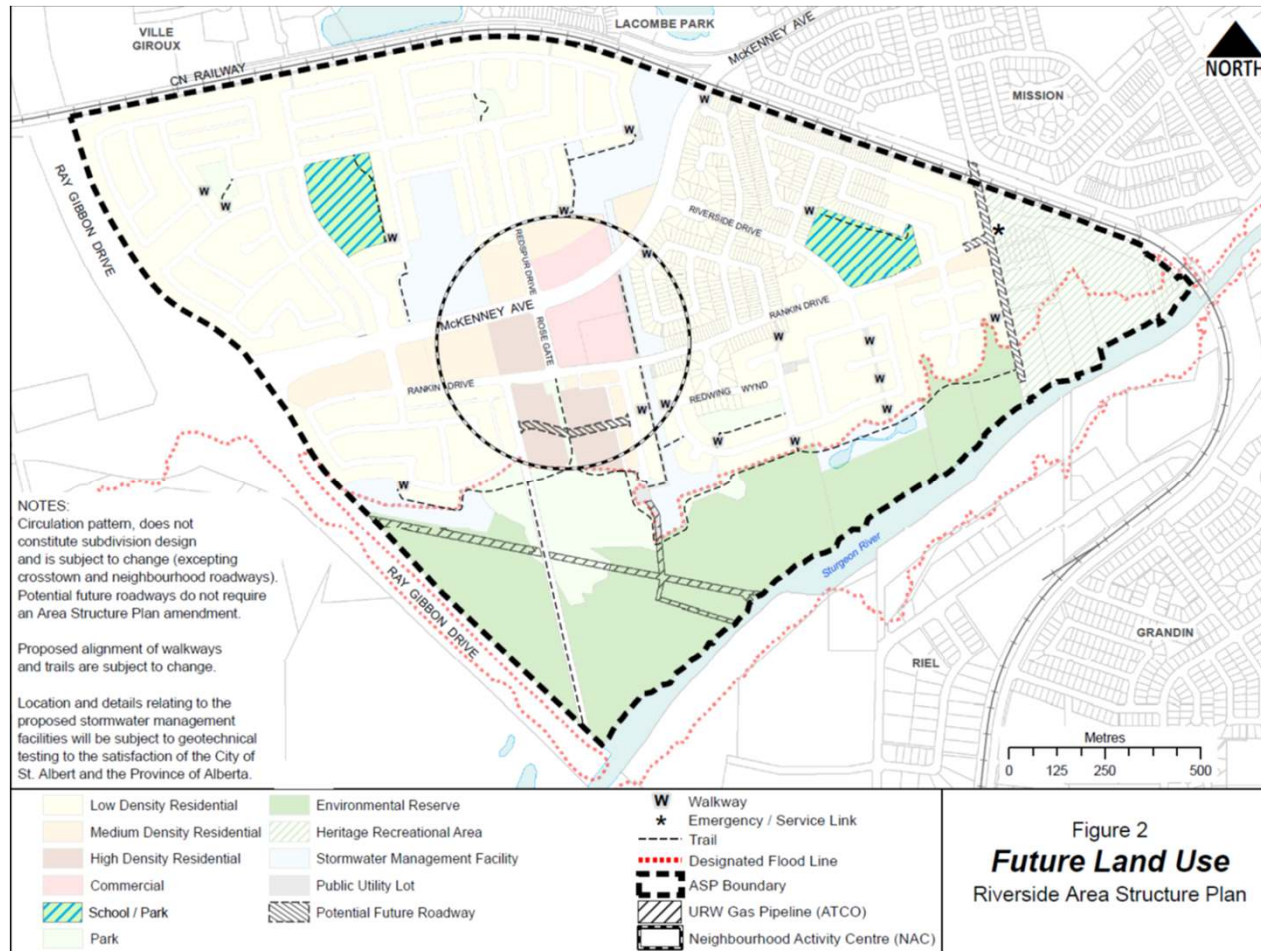 VILLE
GIROUX
LACOMBE PARK
McKENNEY AVE
CN RAILWAY
NORTH
MISSION
W
W
RAY GIBBON DRIVE
W
W
W
W
W
RIVERSIDE DRIVE
REDSPUR DRIVE
*
W
W
McKENNEY AVE
ROSE GATE
RANKIN DRIVE
W
W
W
RANKIN DRIVE
REDWING WYND
W
W
W
W
W
W
W
Sturgeon River
RAY GIBBON DRIVE
GRANDIN
RIEL
NOTES:
Circulation pattern, does not
constitute subdivision design
and is subject to change (excepting
crosstown and neighbourhood roadways).
Potential future roadways do not require
an Area Structure Plan amendment.
Proposed alignment of walkways
and trails are subject to change.
Location and details relating to the
proposed stormwater management
facilities will be subject to geotechnical
testing to the satisfaction of the City of
St. Albert and the Province of Alberta.
Metres
0 125 250 500
Low Density Residential
Medium Density Residential
High Density Residential
Commercial
School / Park
Park
Environmental Reserve
Heritage Recreational Area
Stormwater Management Facility
Public Utility Lot
Potential Future Roadway
W Walkway
* Emergency / Service Link
Trail
Designated Flood Line
ASP Boundary
URW Gas Pipeline (ATCO)
Neighbourhood Activity Centre (NAC)
Figure 2
Future Land Use
Riverside Area Structure Plan